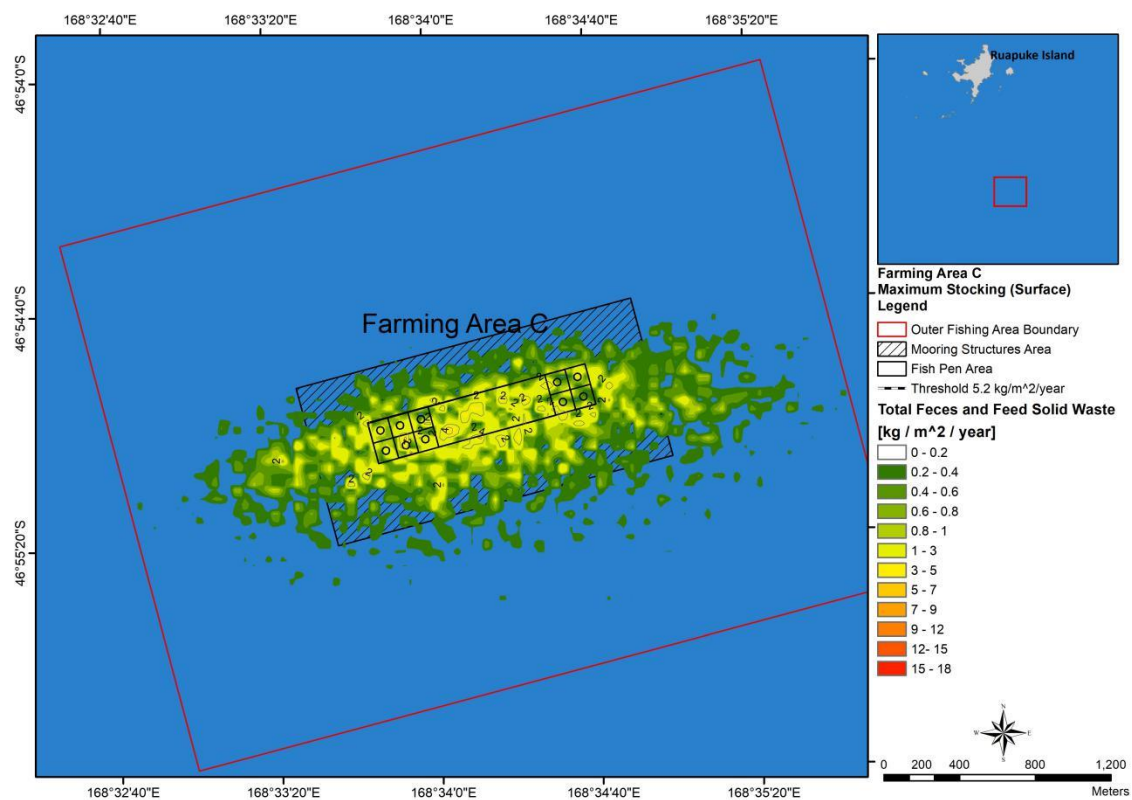 168°32'40"E 168°33'20"E 168°34'0"E 168°34'40"E 168°35'20"E
46°54'0"S
46°54'40"S
46°55'20"S
Farming Area C
168°32'40"E 168°33'20"E 168°34'0"E 168°34'40"E 168°35'20"E
Ruapuke Island
Farming Area C
Maximum Stocking (Surface)
Legend
Outer Fishing Area Boundary
Mooring Structures Area
Fish Pen Area
Threshold 5.2 kg/m^2/year
Total Feces and Feed Solid Waste
[kg / m^2 / year]
0 - 0.2
0.2 - 0.4
0.4 - 0.6
0.6 - 0.8
0.8 - 1
1 - 3
3 - 5
5 - 7
7 - 9
9 - 12
12- 15
15 - 18
N
W E
S
0 200 400 800 1,200
Meters